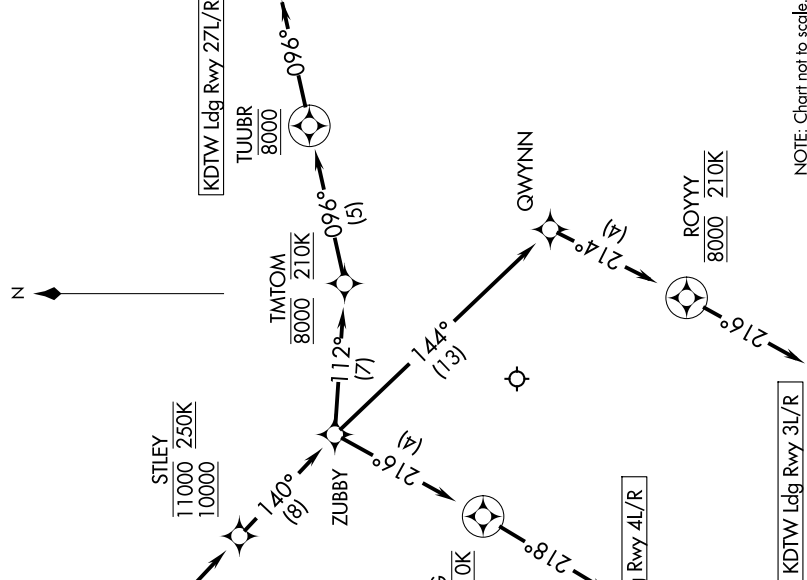 N
KDTW Ldg Rwy 27L/R
096°
TUUBR
8000
096°
(5)
TMTOM
8000 210K
112°
(7)
STLEY
11000 250K
10000
140°
(8)
ZUBBY
144°
(13)
QWYNN
214°
(4)
ROYYY
8000 210K
216°
KDTW Ldg Rwy 3L/R
216°
(4)
0K
218°
Rwy 4L/R
NOTE: Chart not to scale.